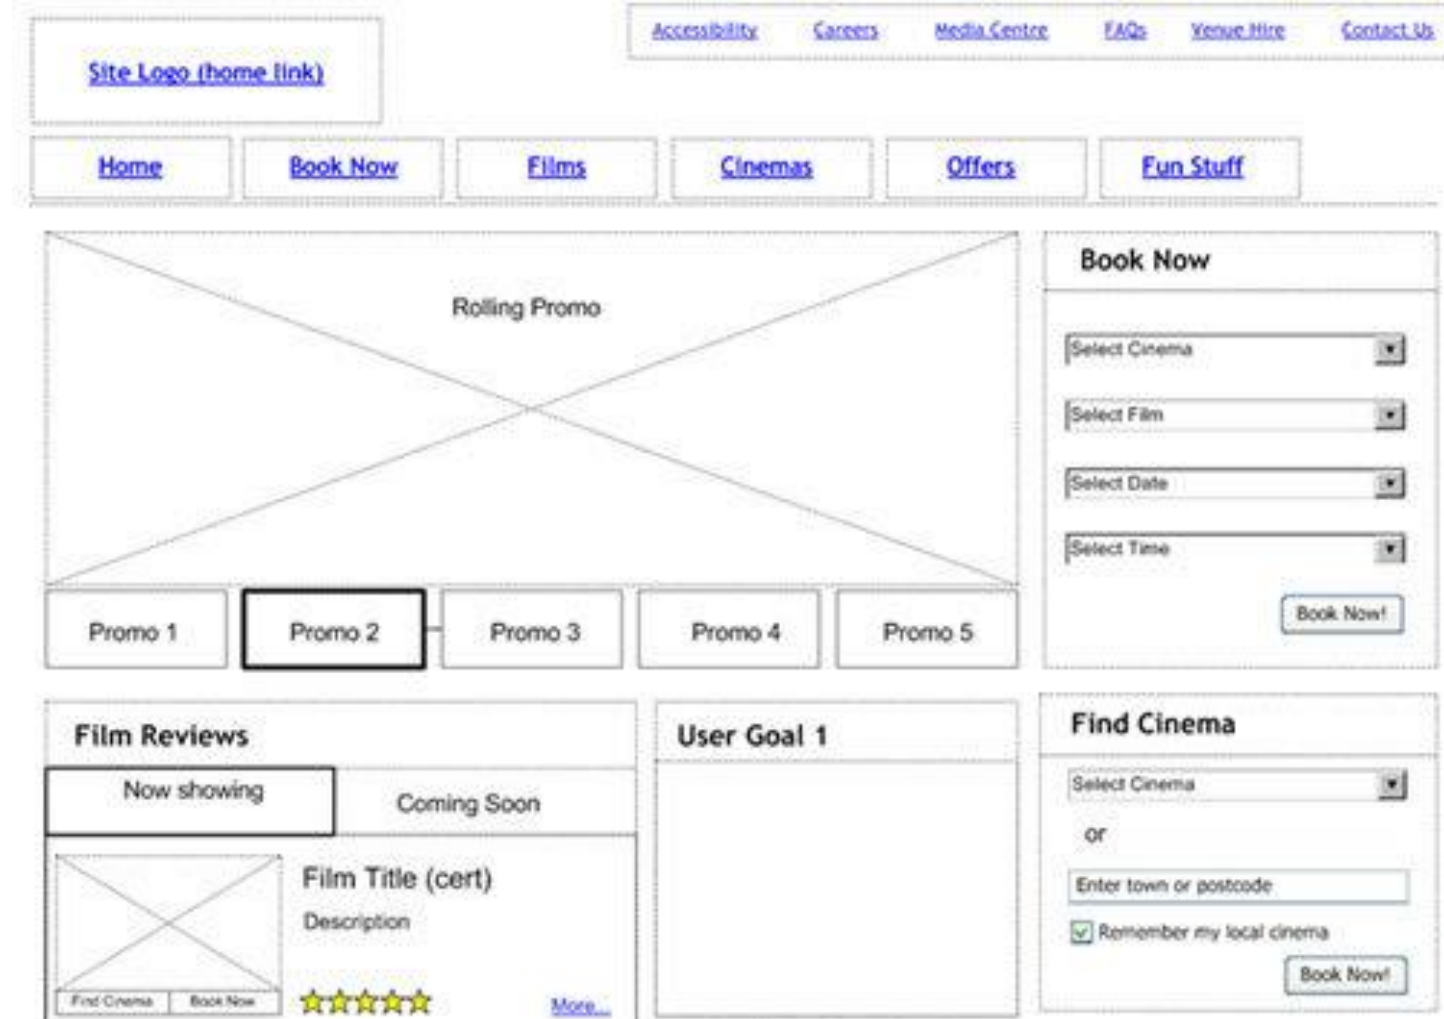 Accessibility Careers Media Centre FAQs Venue Hire Contact Us
Site Logo (home link)
Home Book Now Films Cinemas Offers Fun Stuff
Rolling Promo
Promo 1 Promo 2 Promo 3 Promo 4 Promo 5
Book Now
Select Cinema
Select Film
Select Date
Select Time
Book Now!
Film Reviews
Now showing Coming Soon
Film Title (cert)
Description
Find Cinema Book Now
More...
User Goal 1
Find Cinema
Select Cinema
or
Enter town or postcode
Remember my local cinema
Book Now!